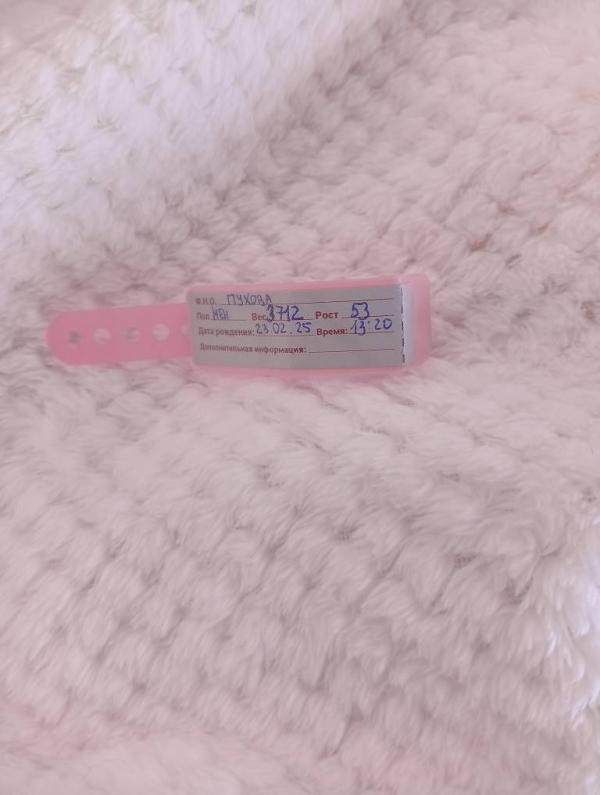 Ф.И.О. ПУХОВА
Пол жен Вес 3712 Рост 53
Дата рождения: 23.02.25 Время: 13:20
Дополнительная информация: